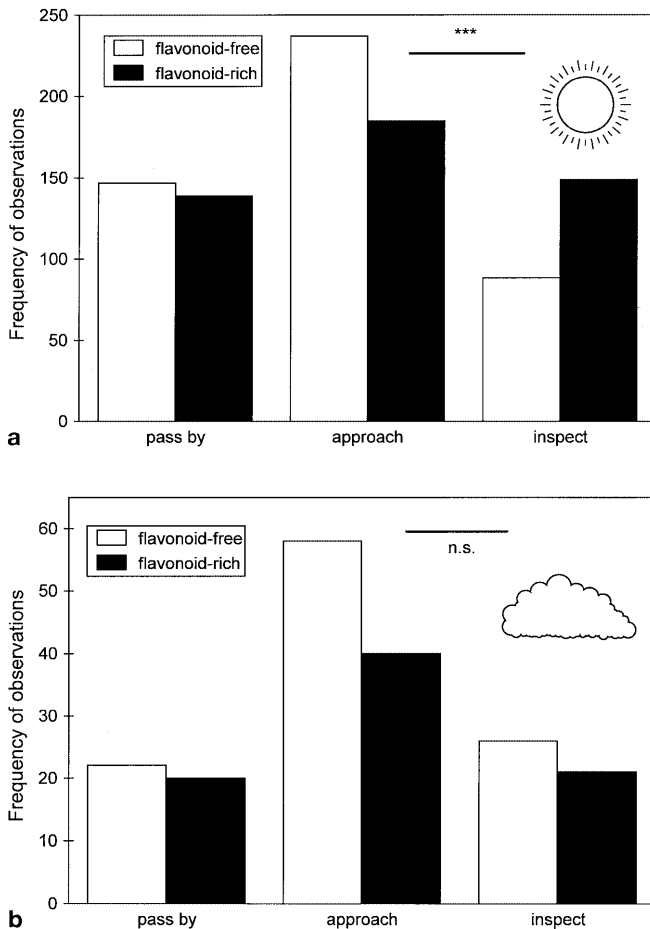 250
200
150
100
50
0
Frequency of observations
flavonoid-free
flavonoid-rich
***
pass by
approach
inspect
a
60
50
40
30
20
10
0
Frequency of observations
flavonoid-free
flavonoid-rich
n.s.
pass by
approach
inspect
b